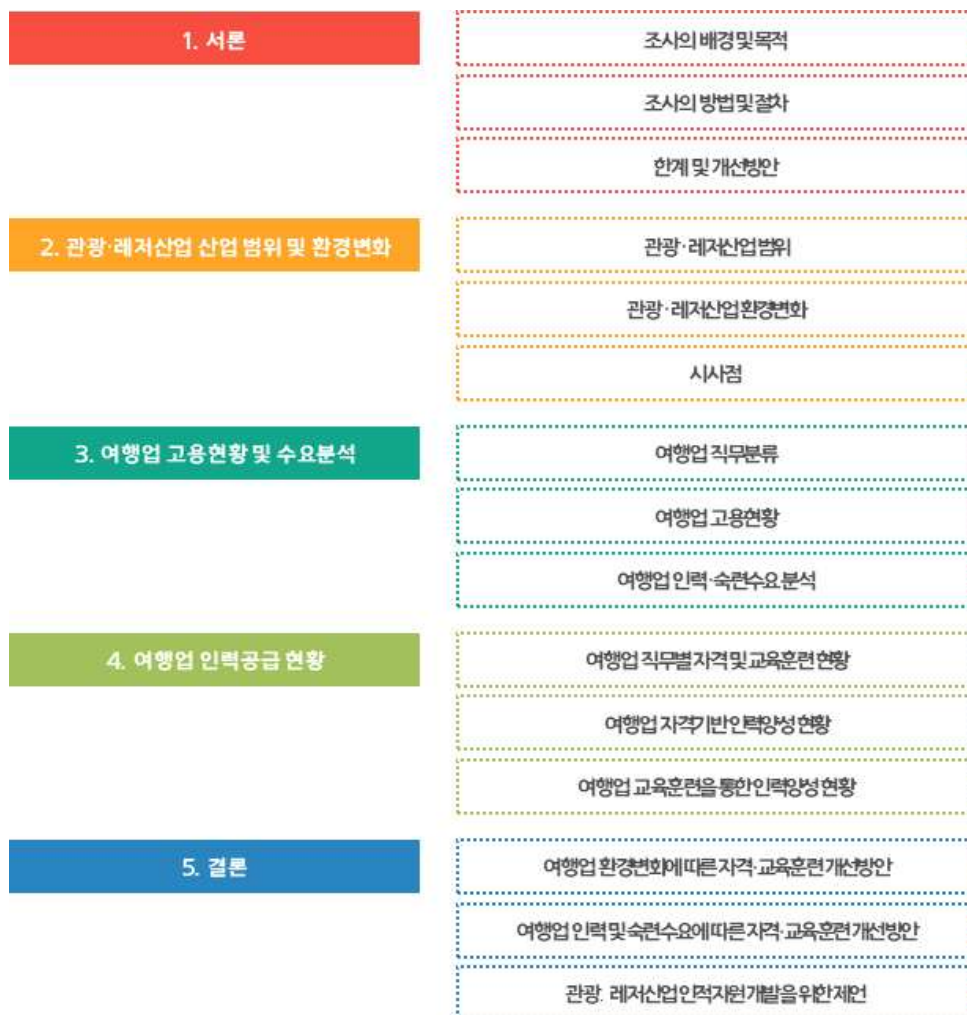 1. 서론
조사의 배경 및 목적
조사의 방법 및 절차
한계 및 개선방안
2. 관광·레저산업 산업 범위 및 환경변화
관광·레저산업 범위
관광·레저산업 환경변화
시사점
3. 여행업 고용현황 및 수요분석
여행업 직무분류
여행업 고용현황
여행업 인력·숙련수요 분석
4. 여행업 인력공급 현황
여행업 직무별 자격 및 교육훈련 현황
여행업 자격기반 인력양성 현황
여행업 교육훈련을 통한 인력양성 현황
5. 결론
여행업 환경변화에 따른 자격·교육훈련 개선방안
여행업 인력 및 숙련수요에 따른 자격·교육훈련 개선방안
관광. 레저산업 인적자원 개발을 위한 제언